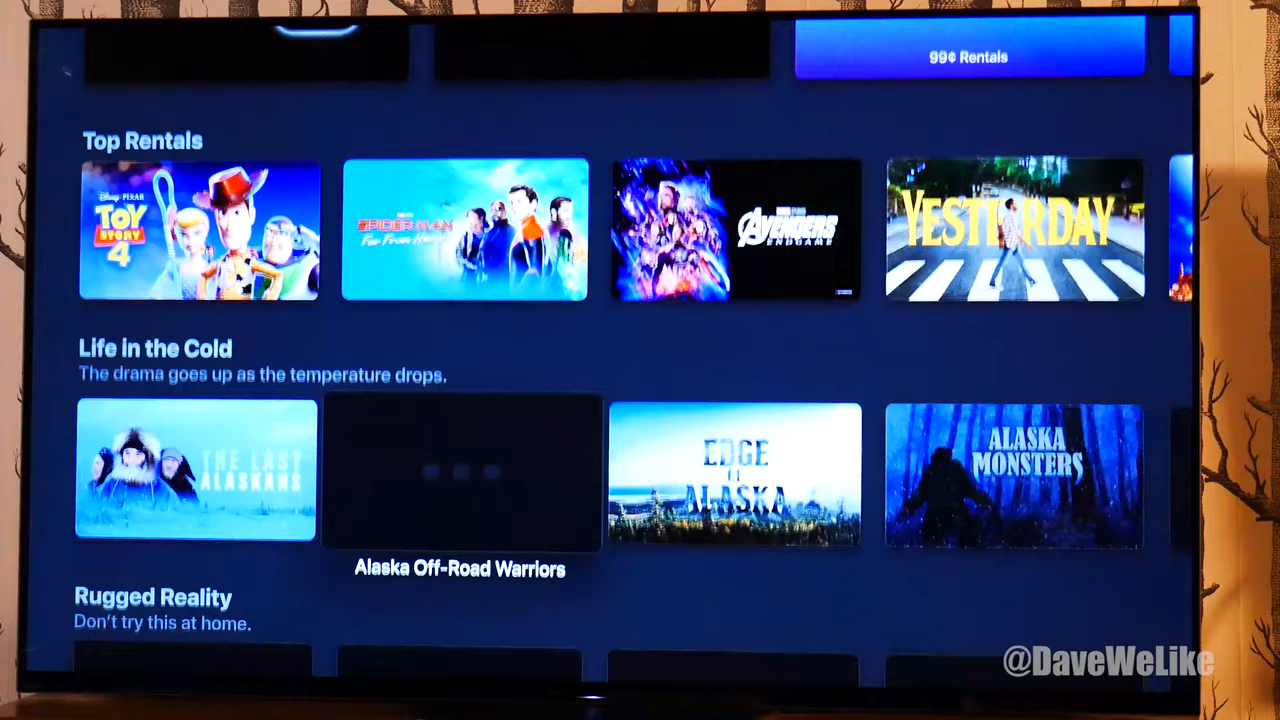 99¢ Rentals
Top Rentals
Disney·PIXAR
TOY
STORY
4
SPIDER-MAN
Far From Home
AVENGERS
ENDGAME
YESTERDAY
Life in the Cold
The drama goes up as the temperature drops.
THE LAST
ALASKANS
EDGE
OF
ALASKA
ALASKA
MONSTERS
Alaska Off-Road Warriors
Rugged Reality
Don't try this at home.
@DaveWeLike